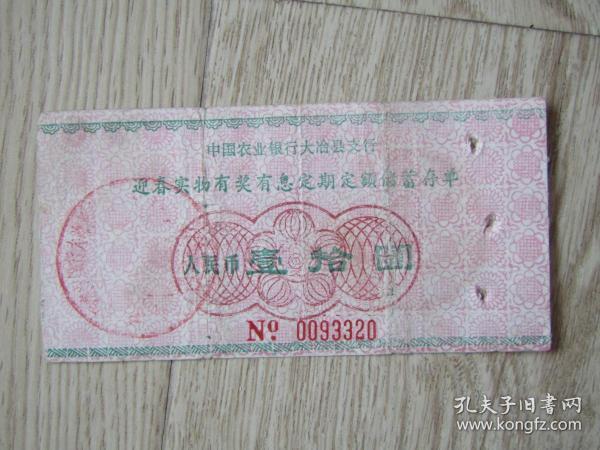 中国农业银行大冶县支行
迎春实物有奖有息定期定额储蓄存单
人民币 壹拾圆
№ 0093320
孔夫子旧书网
www.kongfz.com